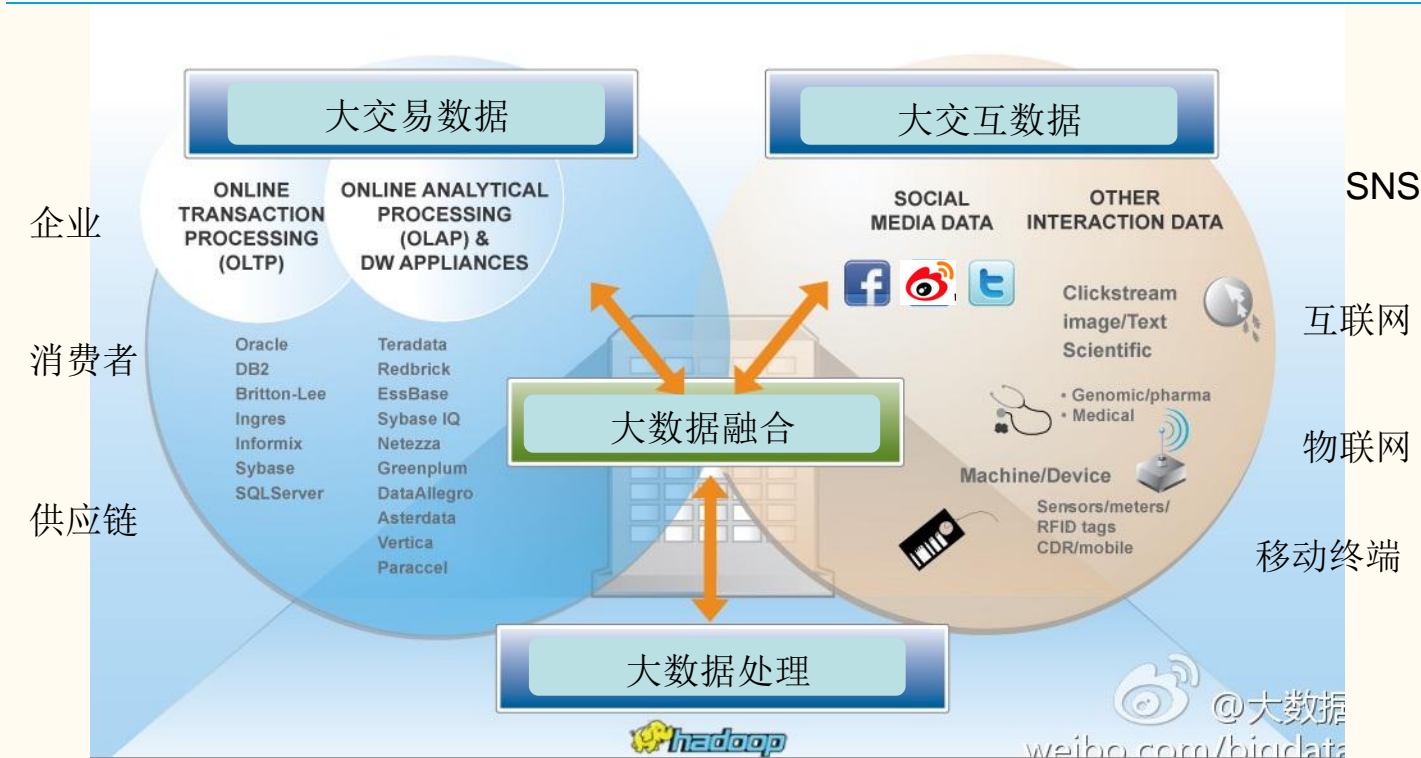 大交易数据
大交互数据
ONLINE
TRANSACTION
PROCESSING
(OLTP)
ONLINE ANALYTICAL
PROCESSING
(OLAP) &
DW APPLIANCES
SOCIAL
MEDIA DATA
OTHER
INTERACTION DATA
SNS
企业
消费者
供应链
Oracle
DB2
Britton-Lee
Ingres
Informix
Sybase
SQLServer
Teradata
Redbrick
EssBase
Sybase IQ
Netezza
Greenplum
DataAllegro
Asterdata
Vertica
Paraccel
Clickstream
image/Text
Scientific
• Genomic/pharma
• Medical
Machine/Device
Sensors/meters/
RFID tags
CDR/mobile
互联网
物联网
移动终端
大数据融合
大数据处理
hadoop
@大数据
weibo.com/bigdata